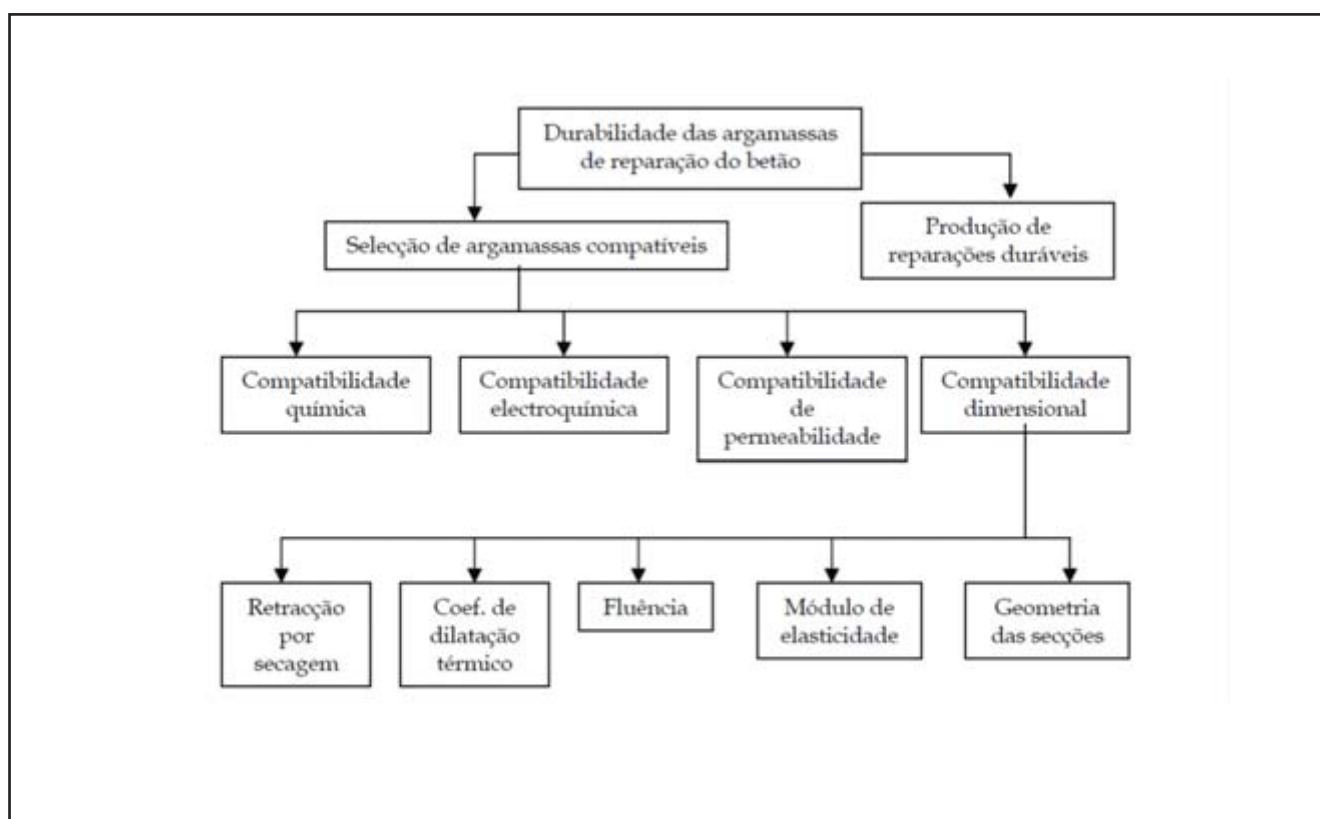 Durabilidade das argamassas
de reparação do betão
Selecção de argamassas compatíveis
Produção de
reparações duráveis
Compatibilidade
química
Compatibilidade
electroquímica
Compatibilidade
de
permeabilidade
Compatibilidade
dimensional
Retracção
por
secagem
Coef. de
dilatação
térmico
Fluência
Módulo de
elasticidade
Geometria
das secções